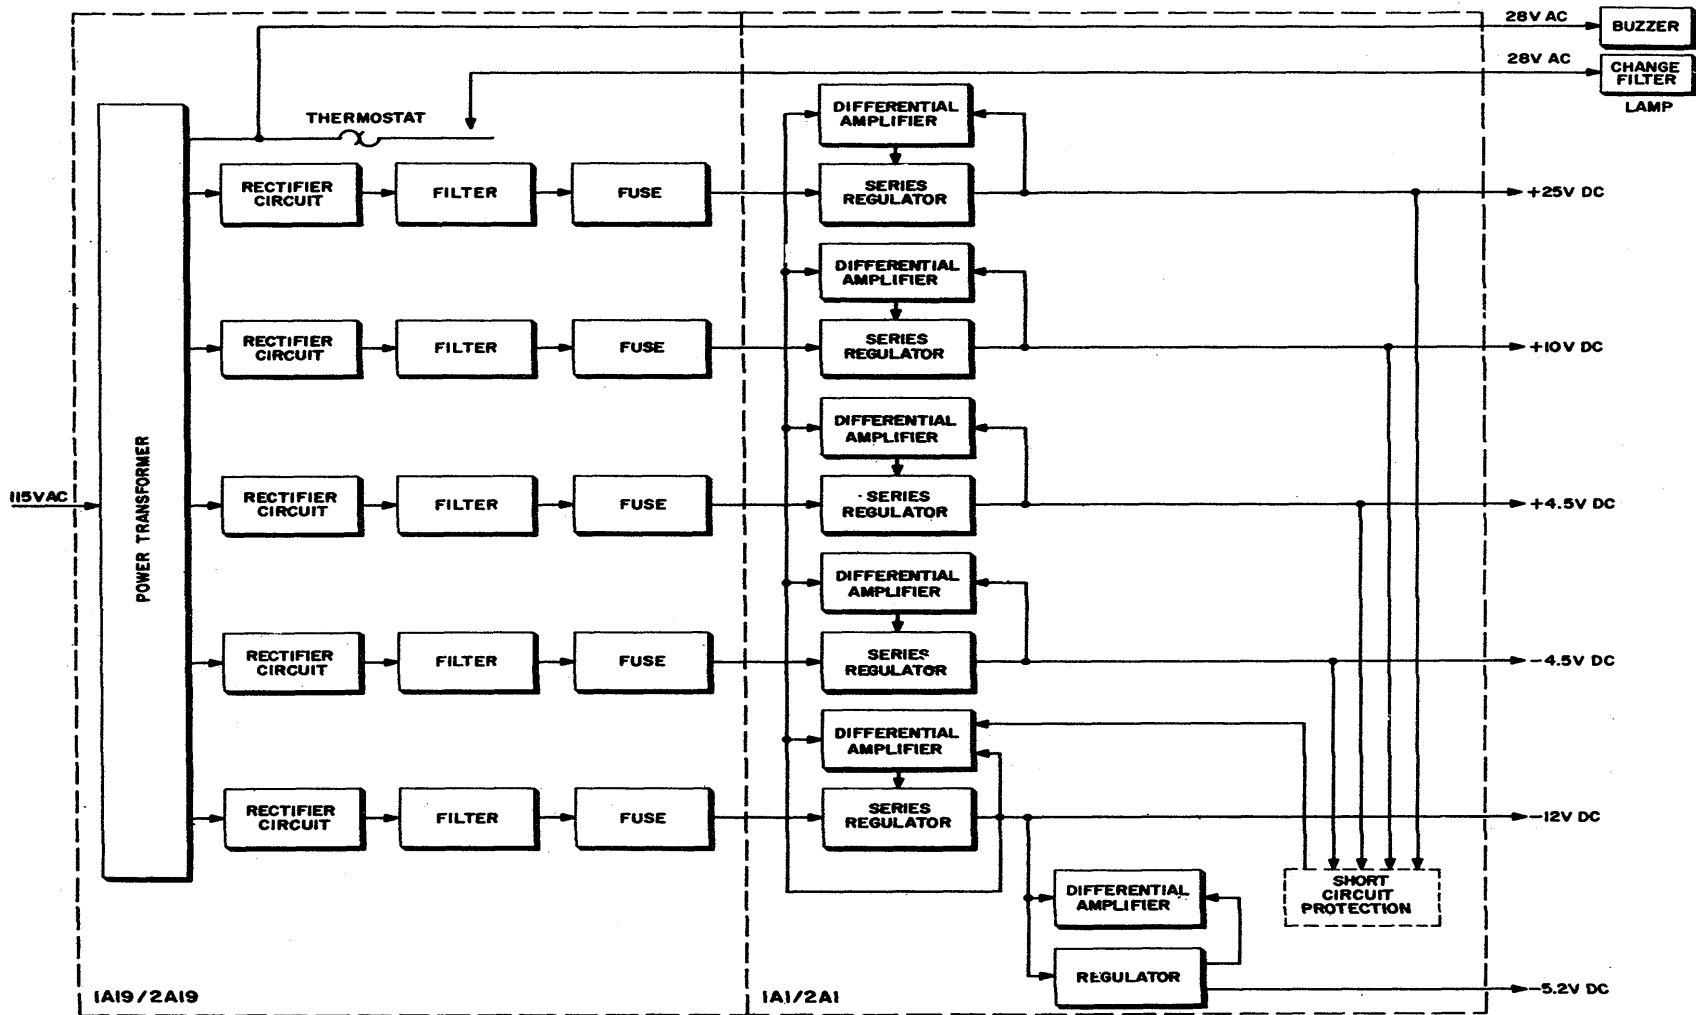 28V AC
BUZZER
28V AC
CHANGE
FILTER
LAMP
THERMOSTAT
DIFFERENTIAL
AMPLIFIER
RECTIFIER
CIRCUIT
FILTER
FUSE
SERIES
REGULATOR
+25V DC
DIFFERENTIAL
AMPLIFIER
RECTIFIER
CIRCUIT
FILTER
FUSE
SERIES
REGULATOR
+10V DC
DIFFERENTIAL
AMPLIFIER
115VAC
POWER TRANSFORMER
RECTIFIER
CIRCUIT
FILTER
FUSE
SERIES
REGULATOR
+4.5V DC
DIFFERENTIAL
AMPLIFIER
RECTIFIER
CIRCUIT
FILTER
FUSE
SERIES
REGULATOR
-4.5V DC
DIFFERENTIAL
AMPLIFIER
RECTIFIER
CIRCUIT
FILTER
FUSE
SERIES
REGULATOR
-12V DC
DIFFERENTIAL
AMPLIFIER
SHORT
CIRCUIT
PROTECTION
REGULATOR
-5.2V DC
1A19/2A19
1A1/2A1